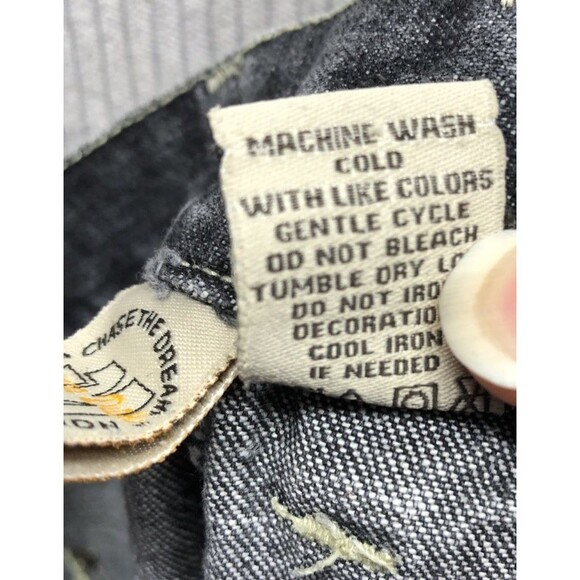 MACHINE WASH
COLD
WITH LIKE COLORS
GENTLE CYCLE
DO NOT BLEACH
TUMBLE DRY LO
DO NOT IRO
DECORATIO
COOL IRON
IF NEEDED
CHASE THE DREAM